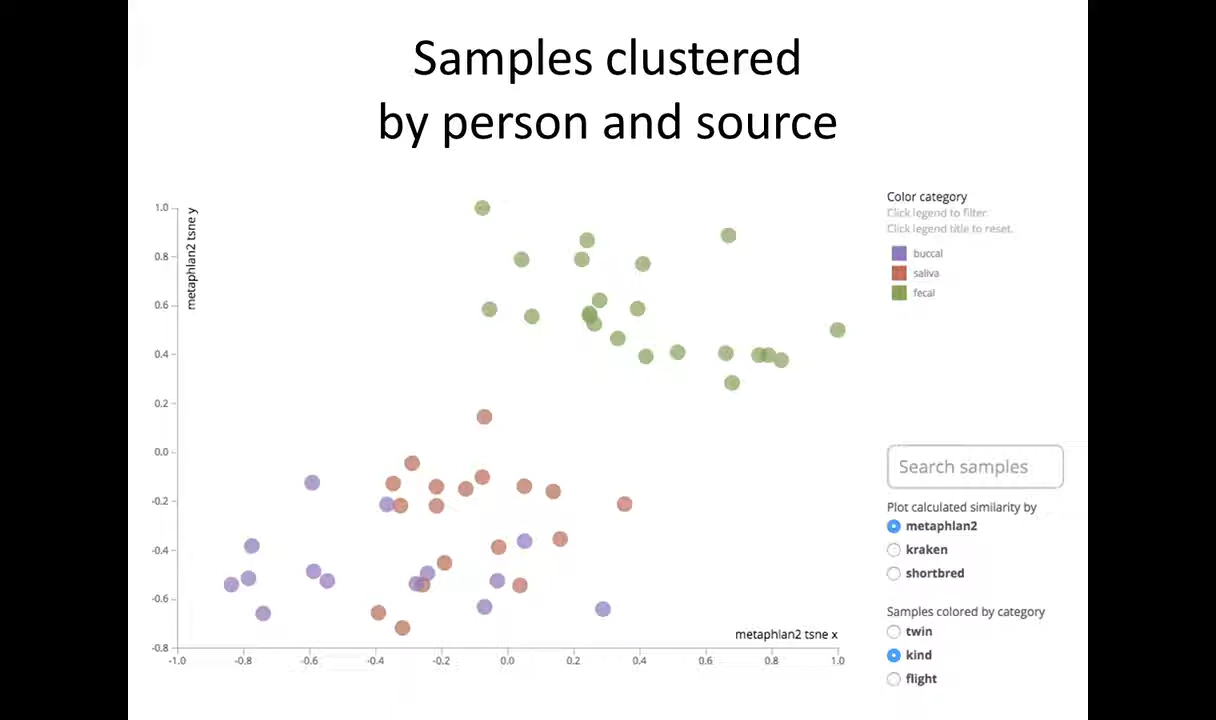 Samples clustered
by person and source
metaphlan2 tsne y
1.0
0.8
0.6
0.4
0.2
0.0
-0.2
-0.4
-0.6
-0.8
-1.0
-0.8
-0.6
-0.4
-0.2
0.0
0.2
0.4
0.6
0.8
1.0
metaphlan2 tsne x
Color category
Click legend to filter.
Click legend title to reset.
buccal
saliva
fecal
Search samples
Plot calculated similarity by
metaphlan2
kraken
shortbred
Samples colored by category
twin
kind
flight